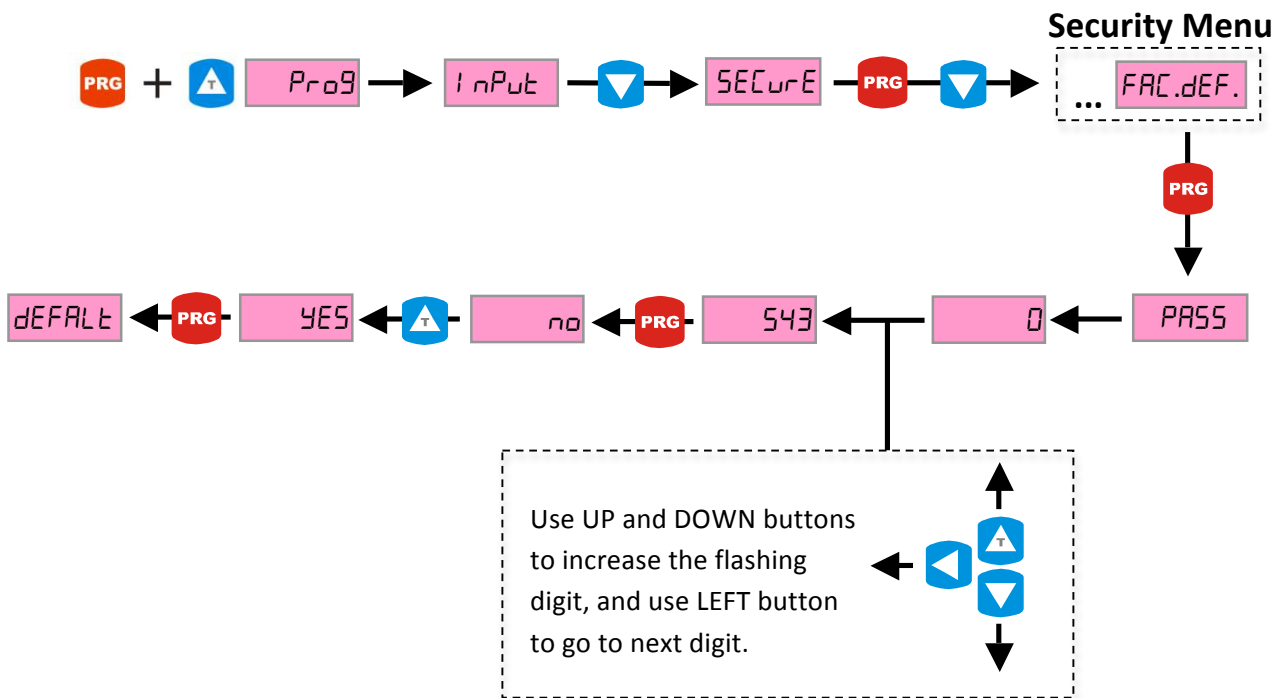 Security Menu
PRG + T Prog InPut SECurE PRG ... FAC.dEF.
PRG
dEFALt PRG YES T no PRG 543 0 PASS
Use UP and DOWN buttons
to increase the flashing
digit, and use LEFT button
to go to next digit.
T